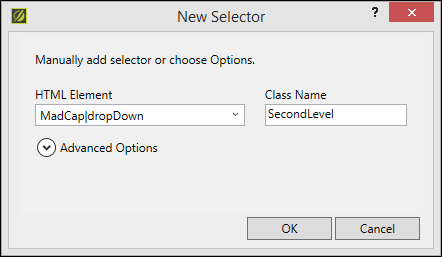 New Selector
?
Manually add selector or choose Options.
HTML Element
Class Name
MadCap|dropDown
SecondLevel
Advanced Options
OK
Cancel